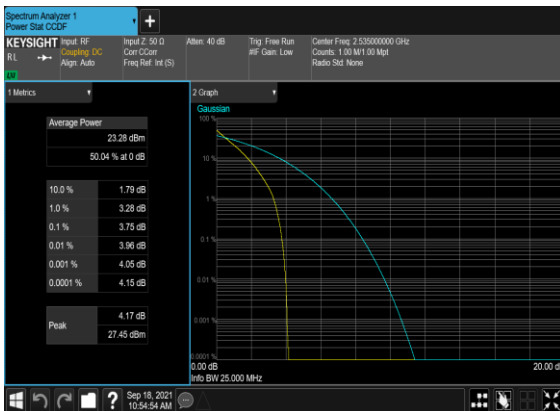 Spectrum Analyzer 1
Power Stat CCDF
KEYSIGHT
RL
LV
Input: RF
Coupling: DC
Align: Auto
Input Z: 50 Ω
Corr CCorr
Freq Ref: Int (S)
Atten: 40 dB
Trig: Free Run
#IF Gain: Low
Center Freq: 2.535000000 GHz
Counts: 1.00 M/1.00 Mpt
Radio Std: None
1 Metrics
Average Power
23.28 dBm
50.04 % at 0 dB
10.0 % 1.79 dB
1.0 % 3.28 dB
0.1 % 3.75 dB
0.01 % 3.96 dB
0.001 % 4.05 dB
0.0001 % 4.15 dB
Peak
4.17 dB
27.45 dBm
2 Graph
Gaussian
100 %
10 %
1 %
0.1 %
0.01 %
0.001 %
0.0001 %
0.00 dB
20.00 d
Info BW 25.000 MHz
Sep 18, 2021
10:54:54 AM